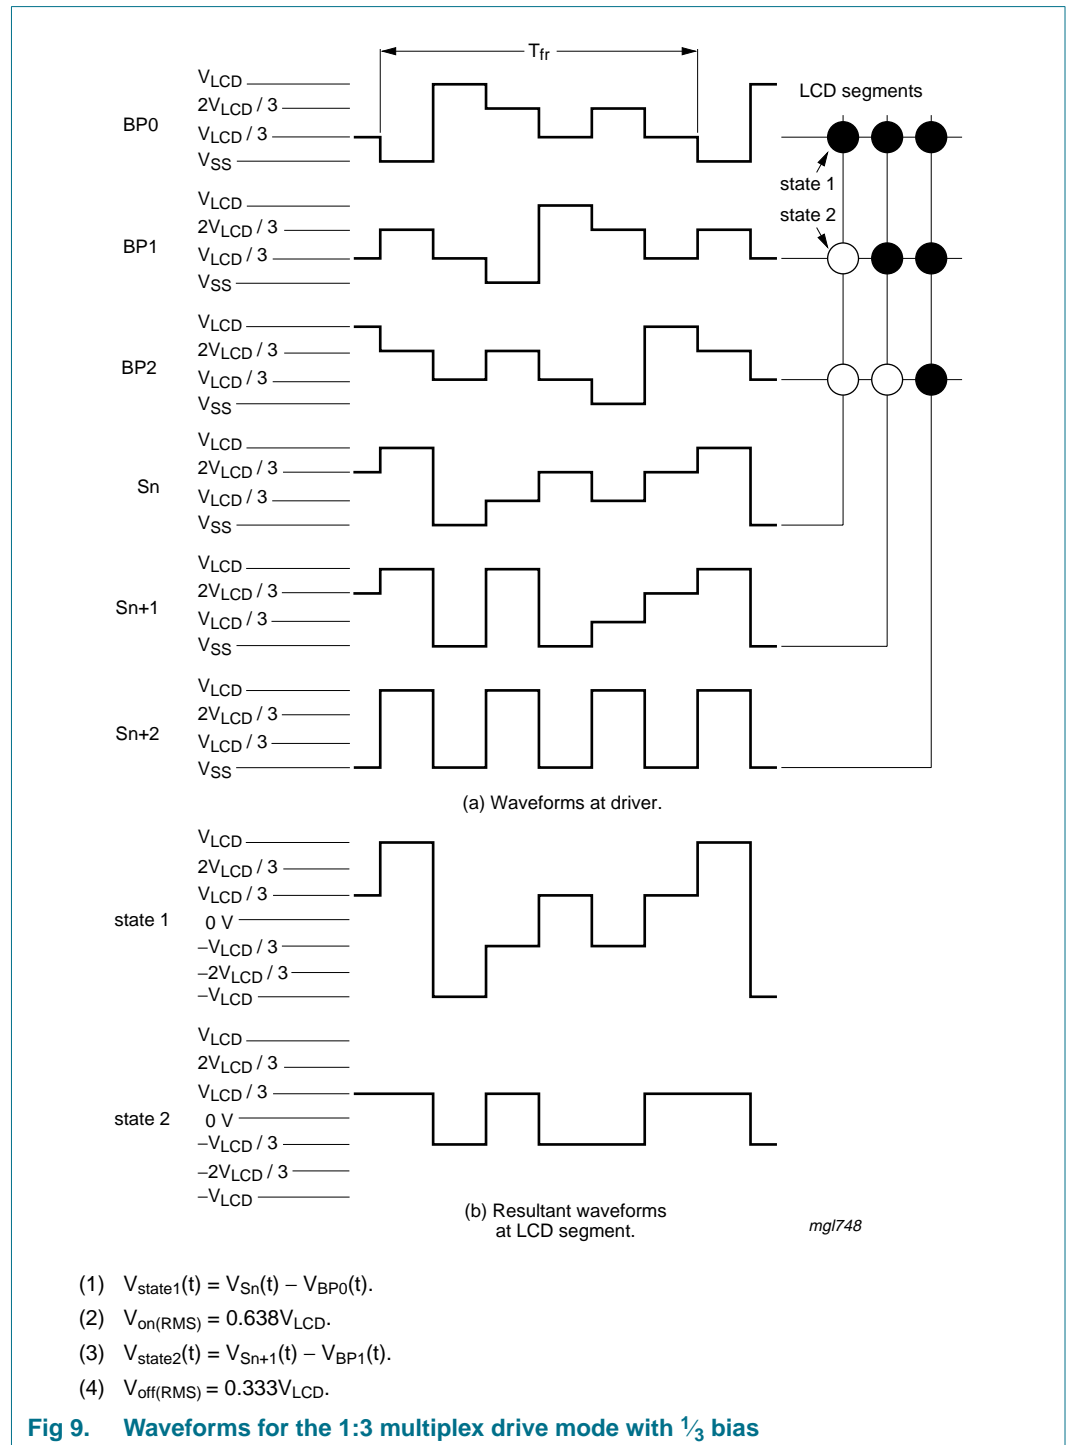 Tfr
VLCD
2VLCD / 3
BP0
VLCD / 3
VSS
LCD segments
state 1
VLCD
state 2
2VLCD / 3
BP1
VLCD / 3
VSS
VLCD
2VLCD / 3
BP2
VLCD / 3
VSS
VLCD
2VLCD / 3
Sn
VLCD / 3
VSS
VLCD
2VLCD / 3
Sn+1
VLCD / 3
VSS
VLCD
2VLCD / 3
Sn+2
VLCD / 3
VSS
(a) Waveforms at driver.
VLCD
2VLCD / 3
VLCD / 3
state 1
0 V
−VLCD / 3
−2VLCD / 3
−VLCD
VLCD
2VLCD / 3
VLCD / 3
state 2
0 V
−VLCD / 3
−2VLCD / 3
−VLCD
(b) Resultant waveforms
at LCD segment.
mgl748
(1) Vstate1(t) = VSn(t) − VBP0(t).
(2) Von(RMS) = 0.638VLCD.
(3) Vstate2(t) = VSn+1(t) − VBP1(t).
(4) Voff(RMS) = 0.333VLCD.
Fig 9. Waveforms for the 1:3 multiplex drive mode with 1⁄3 bias